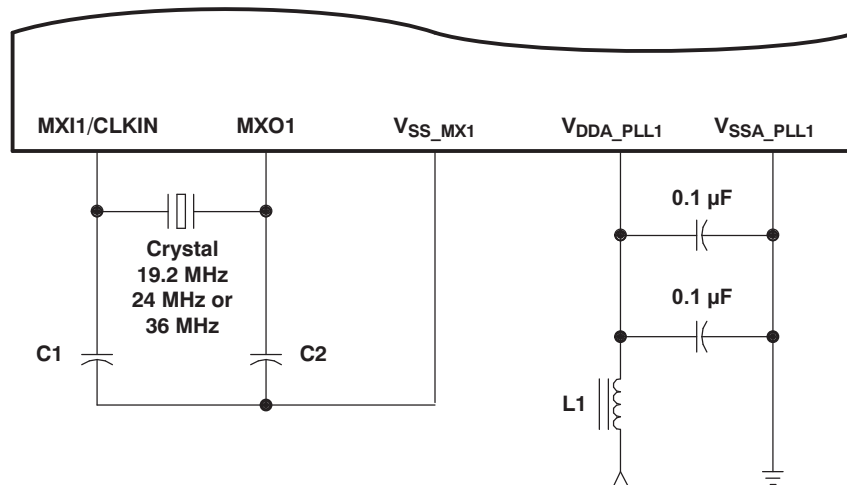 MXI1/CLKIN
MXO1
VSS_MX1
VDDA_PLL1
VSSA_PLL1
0.1 µF
Crystal
19.2 MHz
24 MHz or
36 MHz
0.1 µF
C1
C2
L1